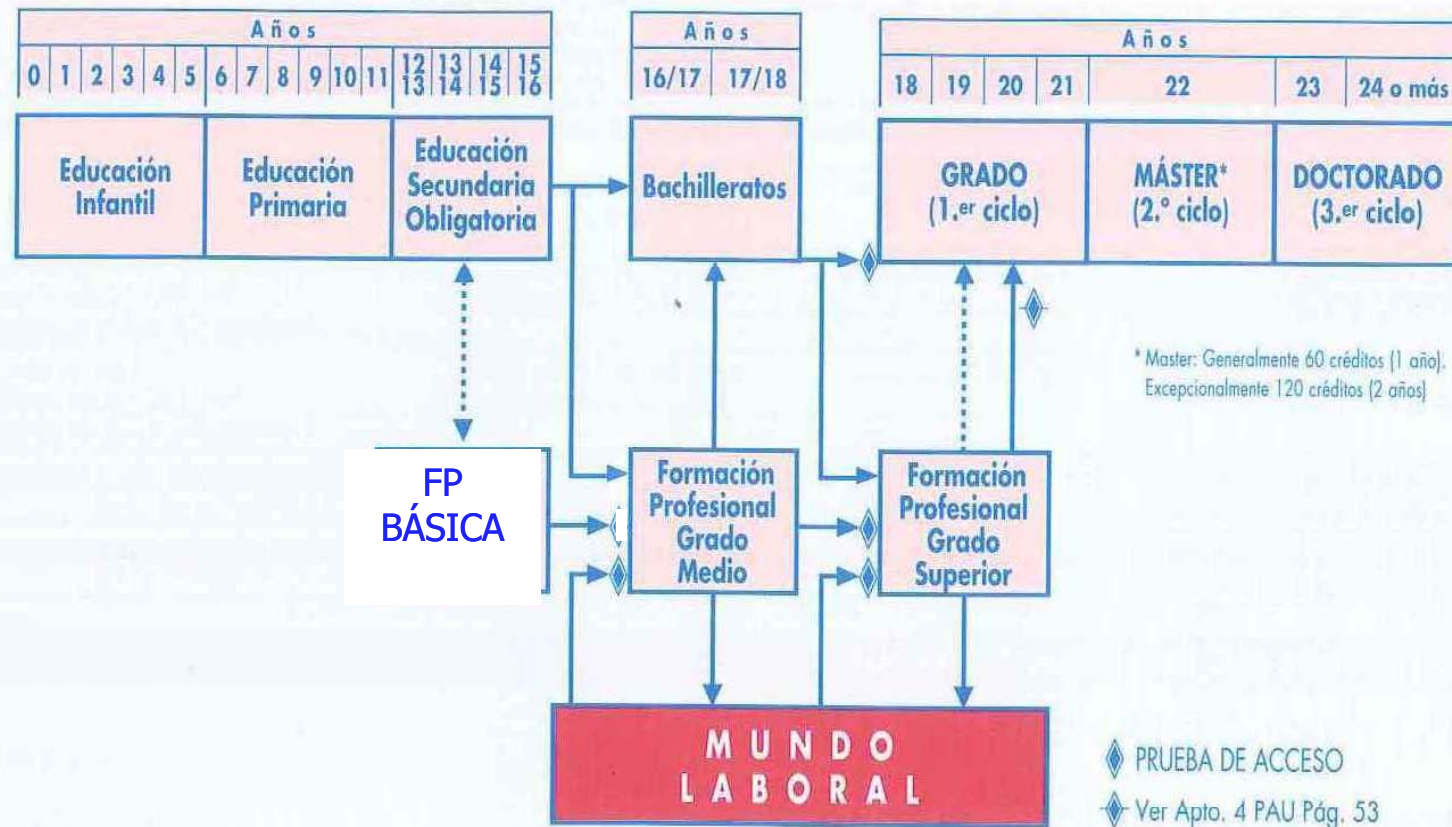 Años
0 1 2 3 4 5 6 7 8 9 10 11 12/13 13/14 14/15 15/16
Años
16/17 17/18
Años
18 19 20 21 22 23 24 o más
Educación
Infantil
Educación
Primaria
Educación
Secundaria
Obligatoria
Bachilleratos
GRADO
(1.er ciclo)
MÁSTER*
(2.º ciclo)
DOCTORADO
(3.er ciclo)
* Master: Generalmente 60 créditos (1 año).
Excepcionalmente 120 créditos (2 años)
FP
BÁSICA
Formación
Profesional
Grado
Medio
Formación
Profesional
Grado
Superior
MUNDO
LABORAL
PRUEBA DE ACCESO
Ver Apto. 4 PAU Pág. 53